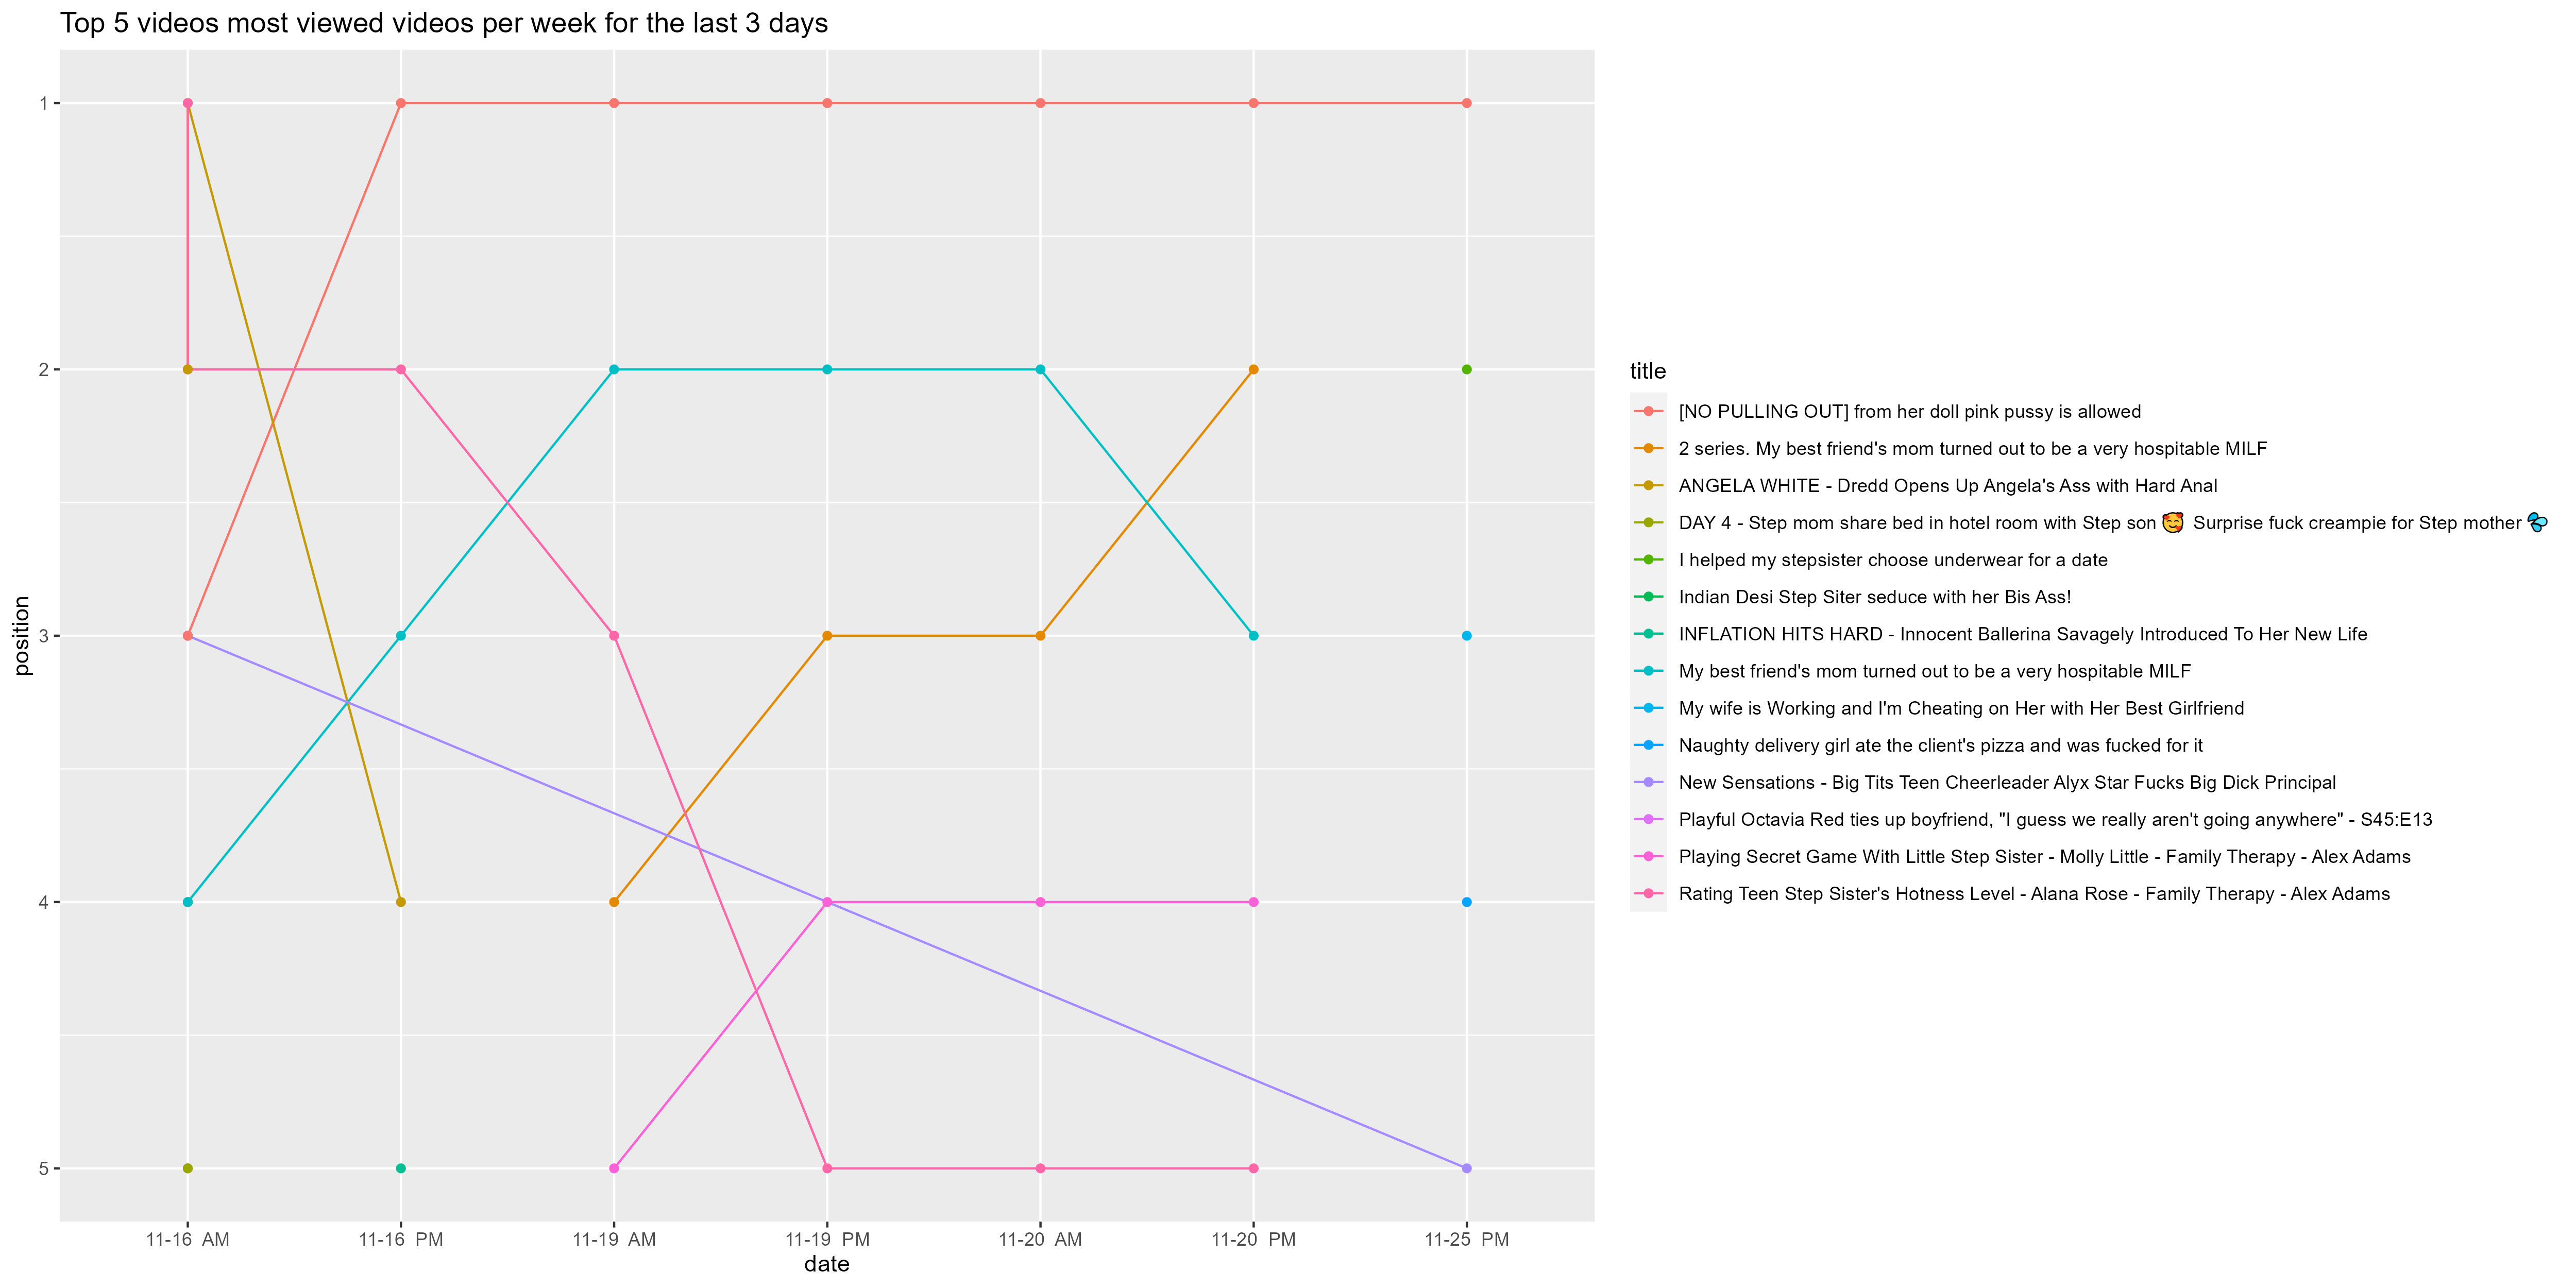 Top 5 videos most viewed videos per week for the last 3 days
1
2
3
4
5
position
11-16 AM
11-16 PM
11-19 AM
11-19 PM
11-20 AM
11-20 PM
11-25 PM
date
title
[NO PULLING OUT] from her doll pink pussy is allowed
2 series. My best friend's mom turned out to be a very hospitable MILF
ANGELA WHITE - Dredd Opens Up Angela's Ass with Hard Anal
DAY 4 - Step mom share bed in hotel room with Step son 🥰 Surprise fuck creampie for Step mother 💦
I helped my stepsister choose underwear for a date
Indian Desi Step Siter seduce with her Bis Ass!
INFLATION HITS HARD - Innocent Ballerina Savagely Introduced To Her New Life
My best friend's mom turned out to be a very hospitable MILF
My wife is Working and I'm Cheating on Her with Her Best Girlfriend
Naughty delivery girl ate the client's pizza and was fucked for it
New Sensations - Big Tits Teen Cheerleader Alyx Star Fucks Big Dick Principal
Playful Octavia Red ties up boyfriend, "I guess we really aren't going anywhere" - S45:E13
Playing Secret Game With Little Step Sister - Molly Little - Family Therapy - Alex Adams
Rating Teen Step Sister's Hotness Level - Alana Rose - Family Therapy - Alex Adams